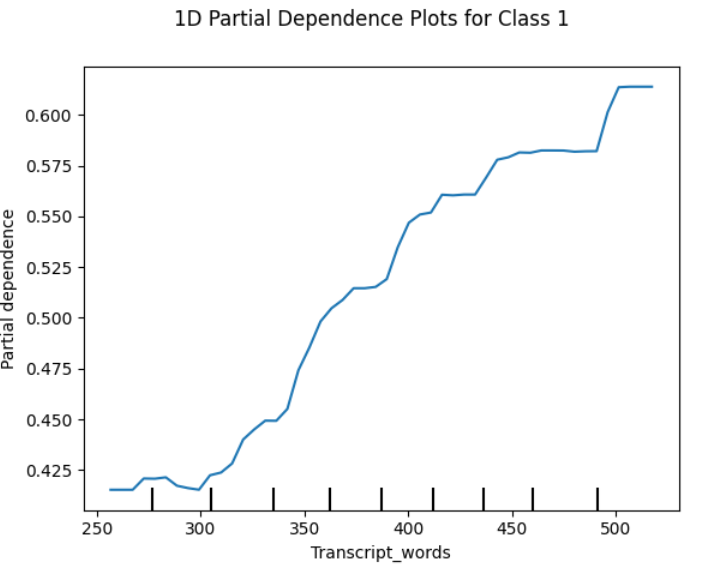 1D Partial Dependence Plots for Class 1
Partial dependence
0.600
0.575
0.550
0.525
0.500
0.475
0.450
0.425
250 300 350 400 450 500
Transcript_words